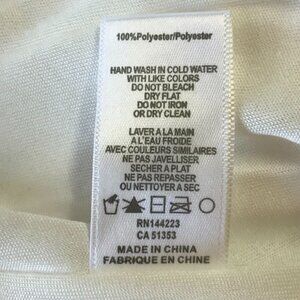 100%Polyester/Polyester
HAND WASH IN COLD WATER
WITH LIKE COLORS
DO NOT BLEACH
DRY FLAT
DO NOT IRON
OR DRY CLEAN
LAVER A LA MAIN
A L'EAU FROIDE
AVEC COULEURS SIMILAIRES
NE PAS JAVELLISER
SECHER A PLAT
NE PAS REPASSER
OU NETTOYER A SEC
RN144223
CA 51353
MADE IN CHINA
FABRIQUE EN CHINE